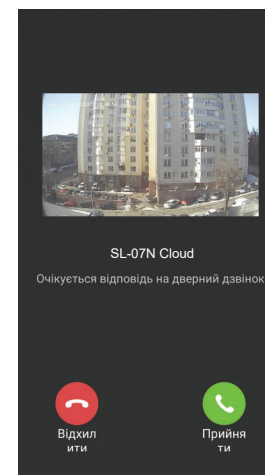 SL-07N Cloud
Очікується відповідь на дверний дзвінок
Відхил
ити
Прийня
ти